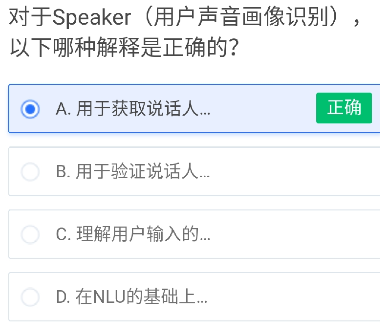 对于Speaker（用户声音画像识别），
以下哪种解释是正确的？
A. 用于获取说话人... 正确
B. 用于验证说话人...
C. 理解用户输入的...
D. 在NLU的基础上...